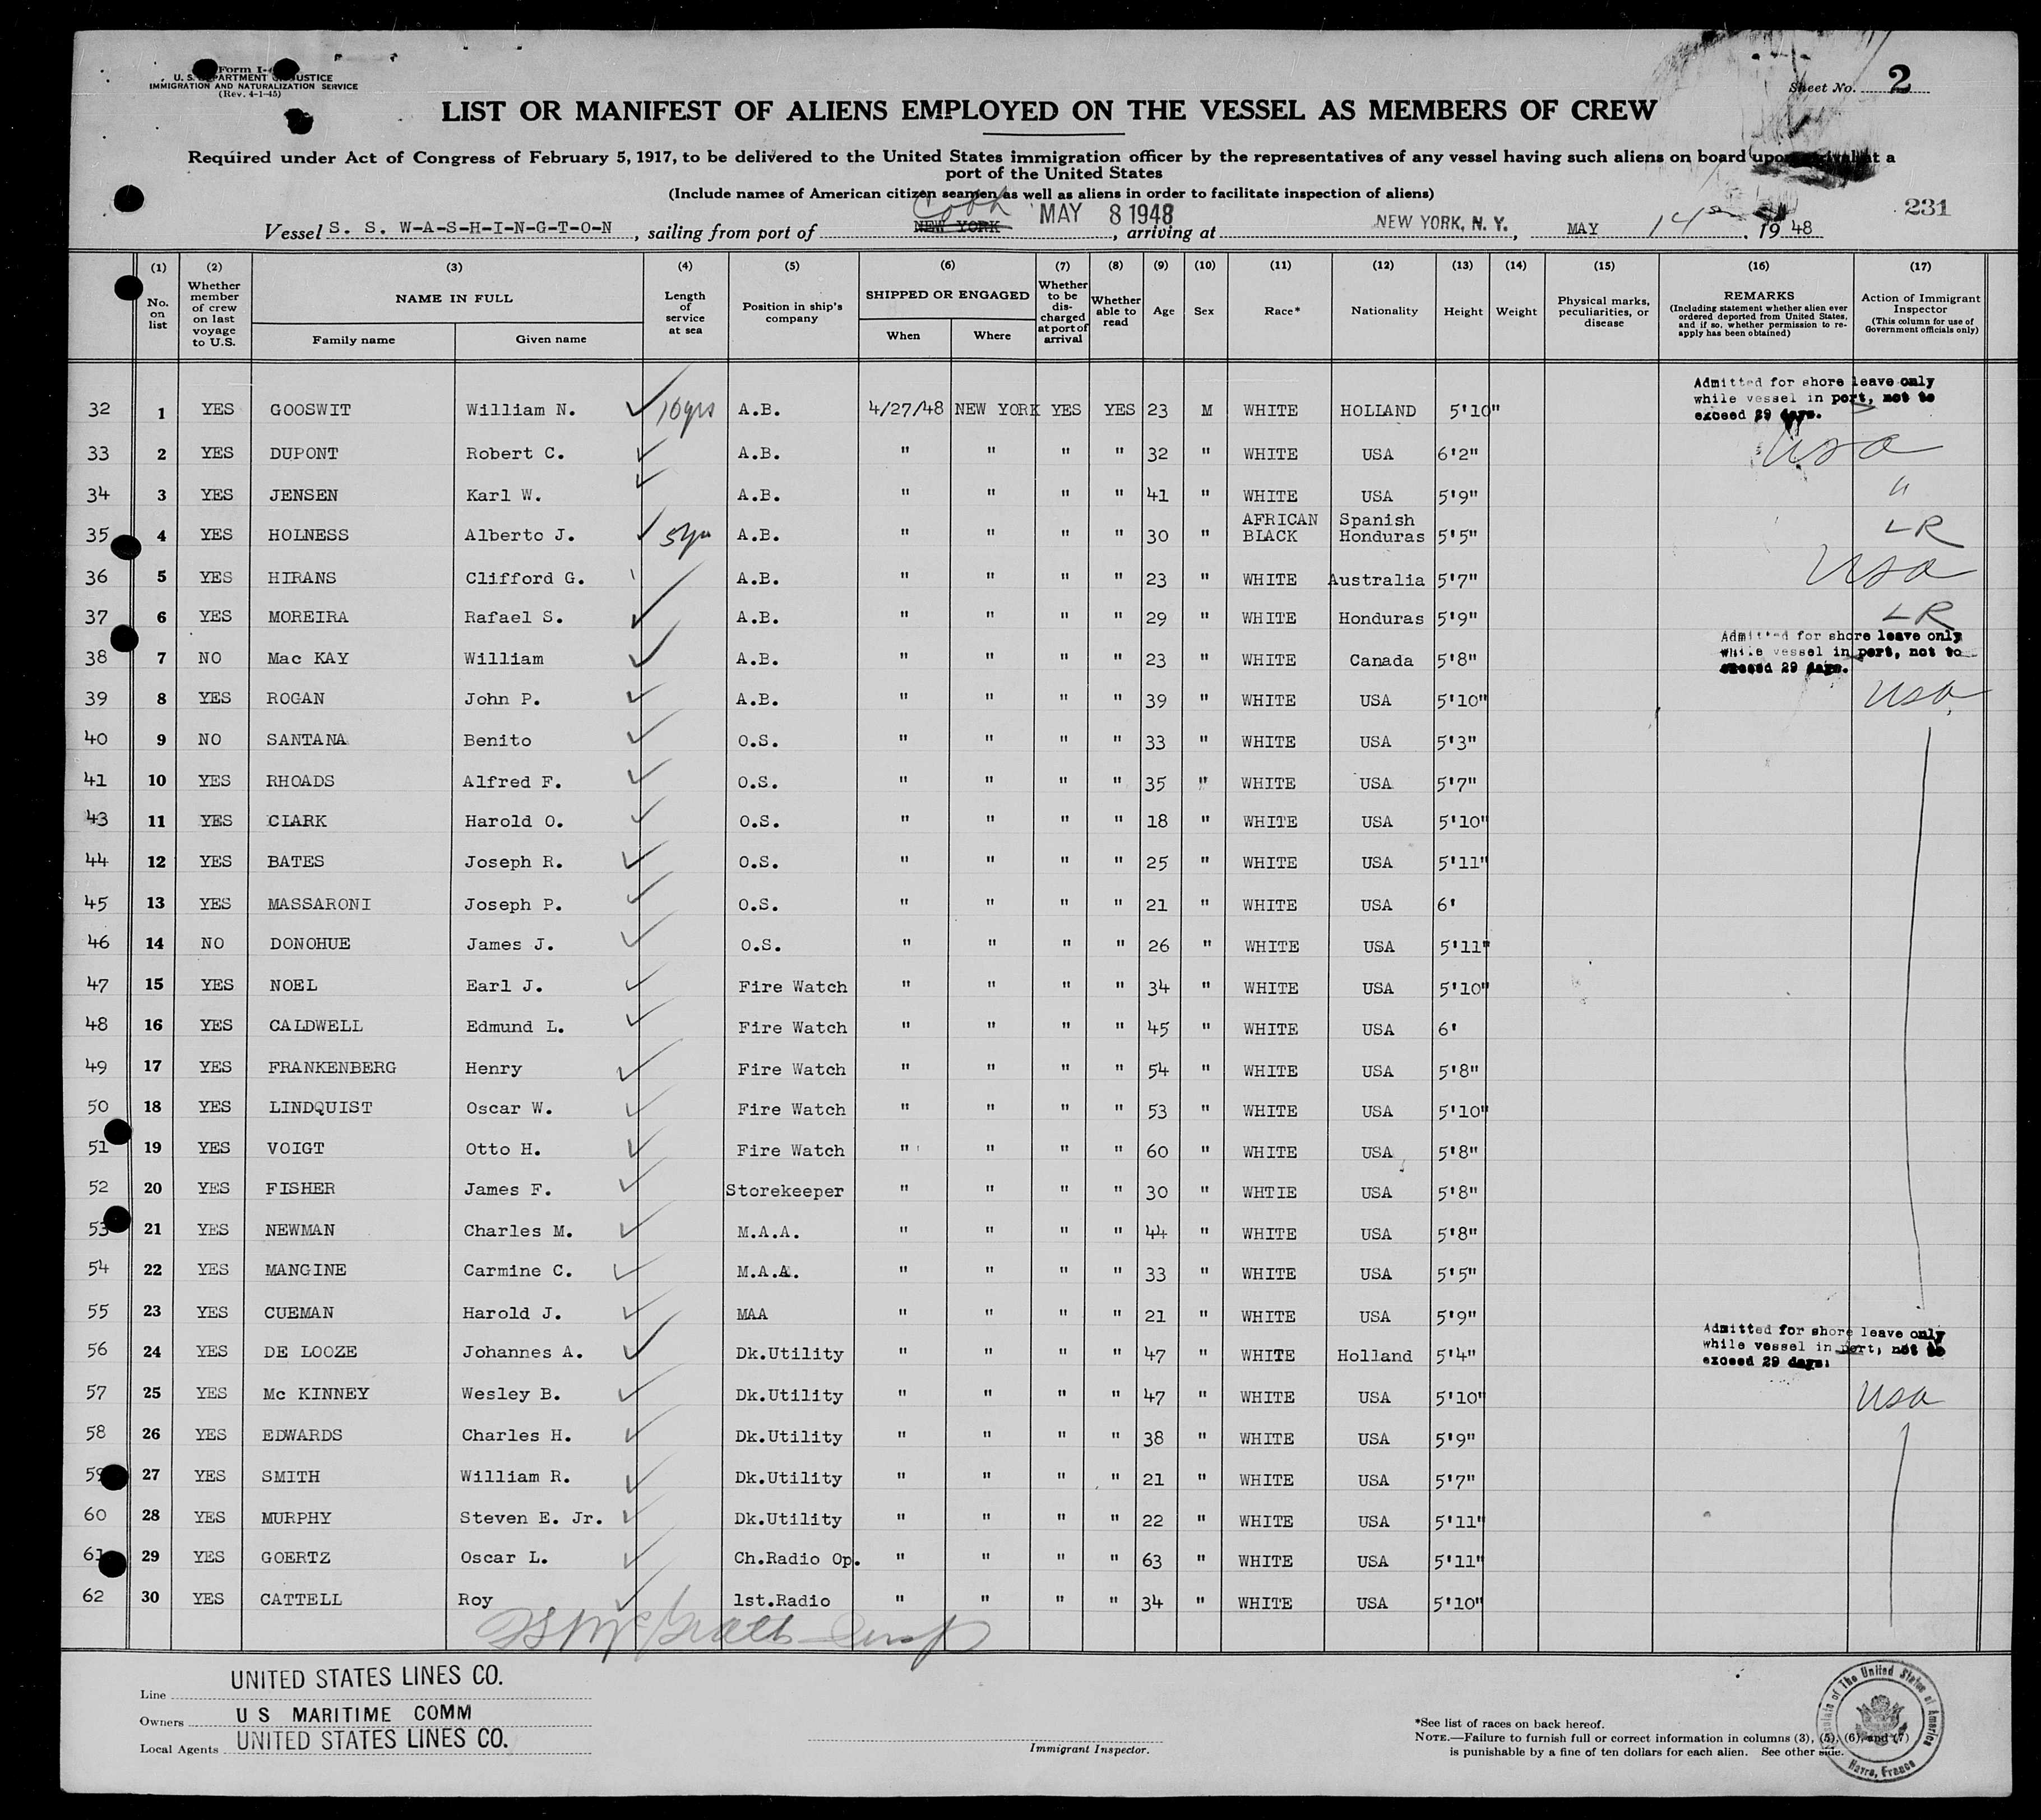 Form I-
U. S. DEPARTMENT OF JUSTICE
IMMIGRATION AND NATURALIZATION SERVICE
(Rev. 4-1-45)
Sheet No. 2
LIST OR MANIFEST OF ALIENS EMPLOYED ON THE VESSEL AS MEMBERS OF CREW
Required under Act of Congress of February 5, 1917, to be delivered to the United States immigration officer by the representatives of any vessel having such aliens on board upon arrival at a
port of the United States
(Include names of American citizen seamen as well as aliens in order to facilitate inspection of aliens)
231
Vessel S. S. W-A-S-H-I-N-G-T-O-N, sailing from port of NEW YORK Cobh MAY 8 1948, arriving at NEW YORK, N. Y., MAY 14, 1948
(1) No. on list
(2) Whether member of crew on last voyage to U.S.
(3) NAME IN FULL Family name Given name
(4) Length of service at sea
(5) Position in ship's company
(6) SHIPPED OR ENGAGED When Where
(7) Whether to be discharged at port of arrival
(8) Whether able to read
(9) Age
(10) Sex
(11) Race*
(12) Nationality
(13) Height
(14) Weight
(15) Physical marks, peculiarities, or disease
(16) REMARKS (Including statement whether alien ever ordered deported from United States, and if so, whether permission to re-apply has been obtained)
(17) Action of Immigrant Inspector (This column for use of Government officials only)
32 1 YES GOOSWIT William N. 10yrs A.B. 4/27/48 NEW YORK YES YES 23 M WHITE HOLLAND 5'10" Admitted for shore leave only while vessel in port, not to exceed 29 days.
33 2 YES DUPONT Robert C. A.B. " " " " 32 " WHITE USA 6'2" USA
34 3 YES JENSEN Karl W. A.B. " " " " 41 " WHITE USA 5'9" "
35 4 YES HOLNESS Alberto J. 5yrs A.B. " " " " 30 " AFRICAN BLACK Spanish Honduras 5'5" LR
36 5 YES HIRANS Clifford G. A.B. " " " " 23 " WHITE Australia 5'7" USA
37 6 YES MOREIRA Rafael S. A.B. " " " " 29 " WHITE Honduras 5'9" LR
38 7 NO Mac KAY William A.B. " " " " 23 " WHITE Canada 5'8" Admitted for shore leave only while vessel in port, not to exceed 29 days.
39 8 YES ROGAN John P. A.B. " " " " 39 " WHITE USA 5'10" USA
40 9 NO SANTANA Benito O.S. " " " " 33 " WHITE USA 5'3"
41 10 YES RHOADS Alfred F. O.S. " " " " 35 " WHITE USA 5'7"
43 11 YES CLARK Harold O. O.S. " " " " 18 " WHITE USA 5'10"
44 12 YES BATES Joseph R. O.S. " " " " 25 " WHITE USA 5'11"
45 13 YES MASSARONI Joseph P. O.S. " " " " 21 " WHITE USA 6'
46 14 NO DONOHUE James J. O.S. " " " " 26 " WHITE USA 5'11"
47 15 YES NOEL Earl J. Fire Watch " " " " 34 " WHITE USA 5'10"
48 16 YES CALDWELL Edmund L. Fire Watch " " " " 45 " WHITE USA 6'
49 17 YES FRANKENBERG Henry Fire Watch " " " " 54 " WHITE USA 5'8"
50 18 YES LINDQUIST Oscar W. Fire Watch " " " " 53 " WHITE USA 5'10"
51 19 YES VOIGT Otto H. Fire Watch " " " " 60 " WHITE USA 5'8"
52 20 YES FISHER James F. Storekeeper " " " " 30 " WHTIE USA 5'8"
53 21 YES NEWMAN Charles M. M.A.A. " " " " 44 " WHITE USA 5'8"
54 22 YES MANGINE Carmine C. M.A.A. " " " " 33 " WHITE USA 5'5"
55 23 YES CUEMAN Harold J. MAA " " " " 21 " WHITE USA 5'9"
56 24 YES DE LOOZE Johannes A. Dk.Utility " " " " 47 " WHITE Holland 5'4" Admitted for shore leave only while vessel in port, not to exceed 29 days.
57 25 YES Mc KINNEY Wesley B. Dk.Utility " " " " 47 " WHITE USA 5'10" USA
58 26 YES EDWARDS Charles H. Dk.Utility " " " " 38 " WHITE USA 5'9"
59 27 YES SMITH William R. Dk.Utility " " " " 21 " WHITE USA 5'7"
60 28 YES MURPHY Steven E. Jr. Dk.Utility " " " " 22 " WHITE USA 5'11"
61 29 YES GOERTZ Oscar L. Ch.Radio Op. " " " " 63 " WHITE USA 5'11"
62 30 YES CATTELL Roy 1st.Radio " " " " 34 " WHITE USA 5'10"
Line UNITED STATES LINES CO.
Owners U S MARITIME COMM
Local Agents UNITED STATES LINES CO.
Immigrant Inspector.
*See list of races on back hereof.
NOTE.—Failure to furnish full or correct information in columns (3), (5), (6), and (7)
is punishable by a fine of ten dollars for each alien. See other side.
Consulate of The United States of America
Havre, France